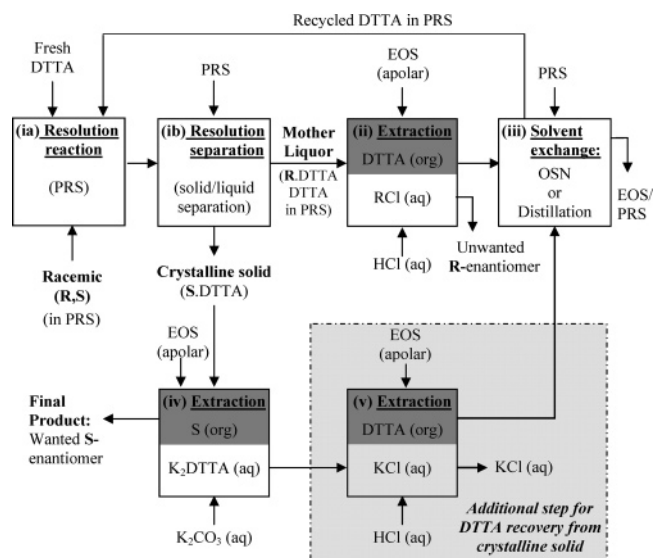 Recycled DTTA in PRS
Fresh
DTTA
PRS
EOS
(apolar)
PRS
(ia) Resolution
reaction
(PRS)
(ib) Resolution
separation
(solid/liquid
separation)
Mother
Liquor
(R.DTTA
DTTA
in PRS)
(ii) Extraction
DTTA (org)
RCl (aq)
(iii) Solvent
exchange:
OSN
or
Distillation
EOS/
PRS
Racemic
(R,S)
(in PRS)
Crystalline solid
(S.DTTA)
HCl (aq)
Unwanted
R-enantiomer
EOS
(apolar)
EOS
(apolar)
Final
Product:
Wanted S-
enantiomer
(iv) Extraction
S (org)
K₂DTTA (aq)
(v) Extraction
DTTA (org)
KCl (aq)
KCl (aq)
K₂CO₃ (aq)
HCl (aq)
Additional step for
DTTA recovery from
crystalline solid